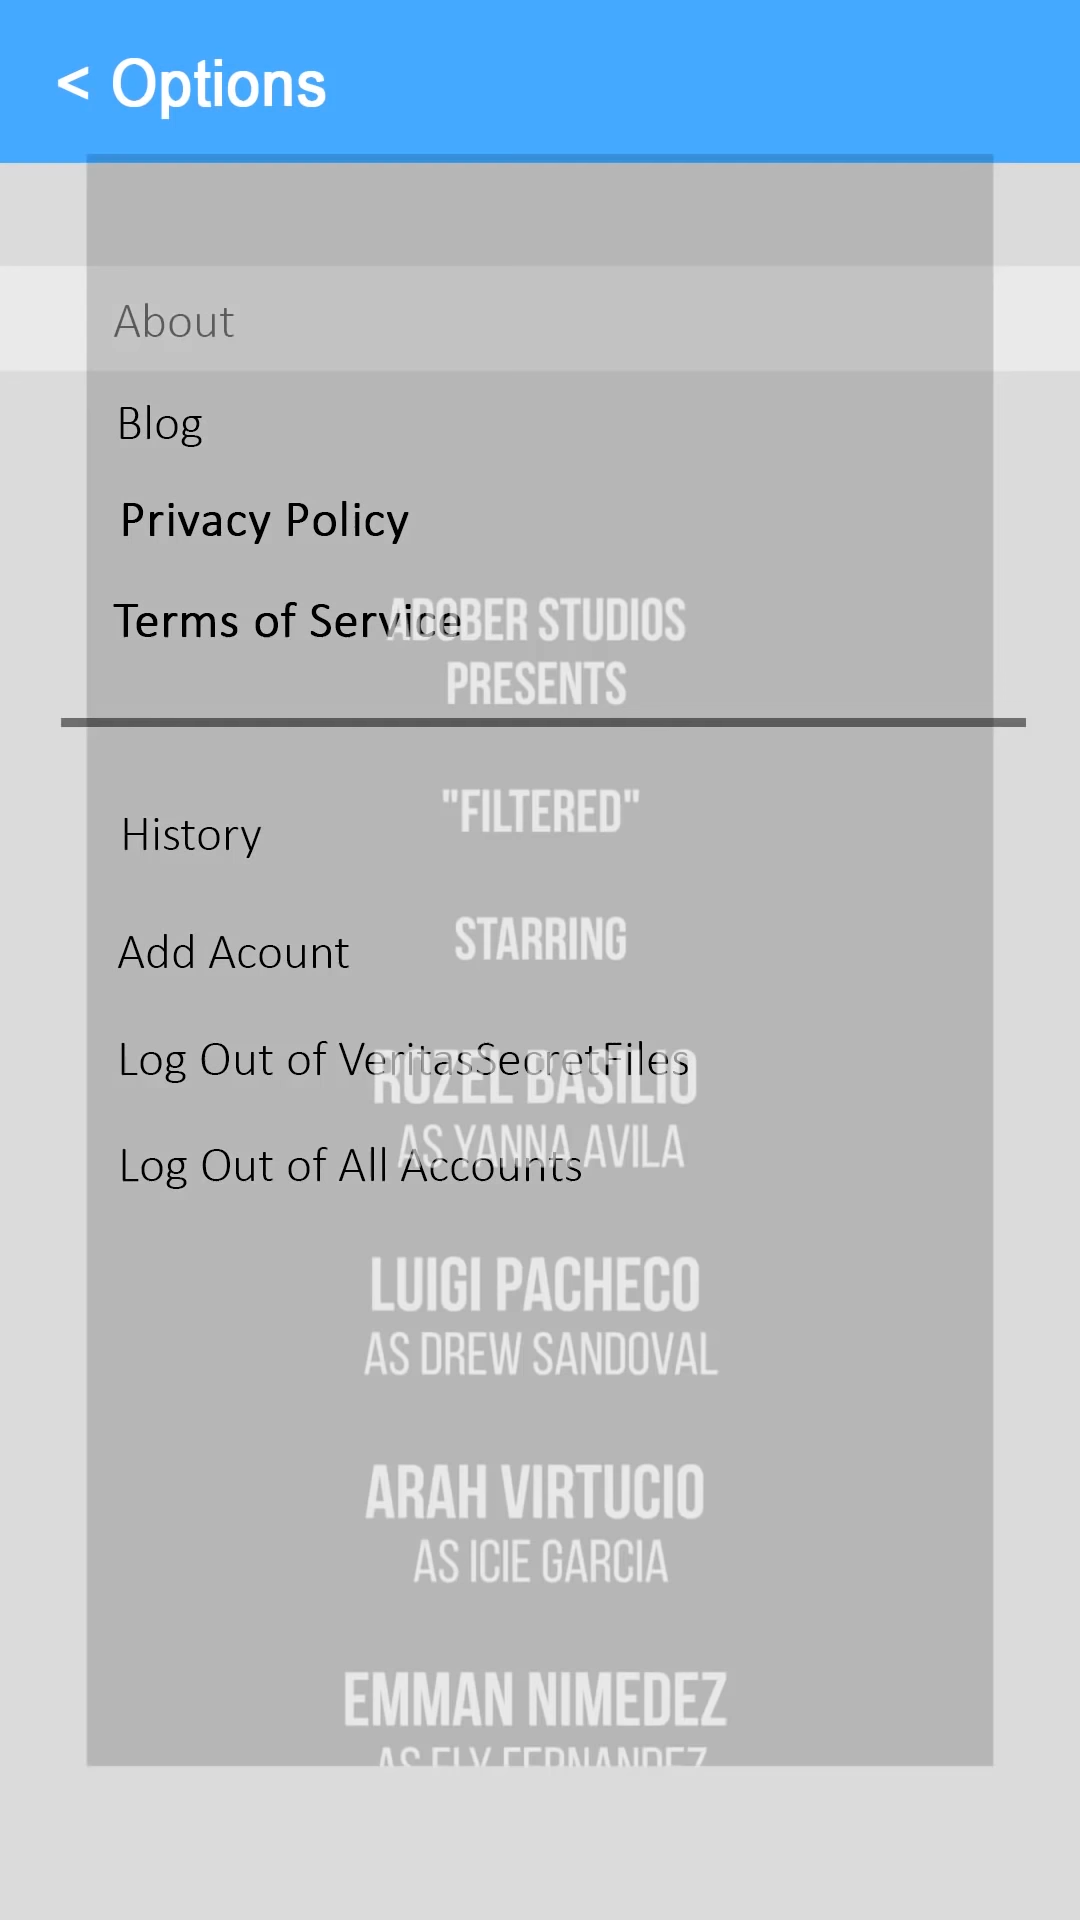 < Options
About
Blog
Privacy Policy
Terms of Service
ADOBER STUDIOS
PRESENTS
"FILTERED"
History
STARRING
Add Acount
Log Out of VeritasSecretFiles
ROZEL BASILIO
AS YANNA AVILA
Log Out of All Accounts
LUIGI PACHECO
AS DREW SANDOVAL
ARAH VIRTUCIO
AS ICIE GARCIA
EMMAN NIMEDEZ
AS ELY FERNANDEZ